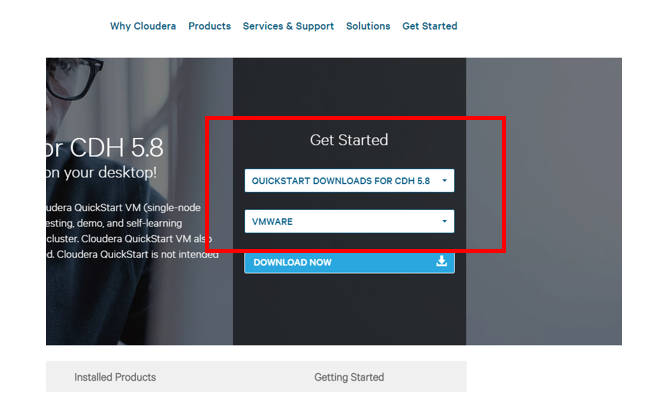 Why Cloudera Products Services & Support Solutions Get Started
or CDH 5.8
on your desktop!
udera QuickStart VM (single-node
esting, demo, and self-learning
cluster. Cloudera QuickStart VM also
d. Cloudera QuickStart is not intended
Get Started
QUICKSTART DOWNLOADS FOR CDH 5.8
VMWARE
DOWNLOAD NOW
Installed Products Getting Started